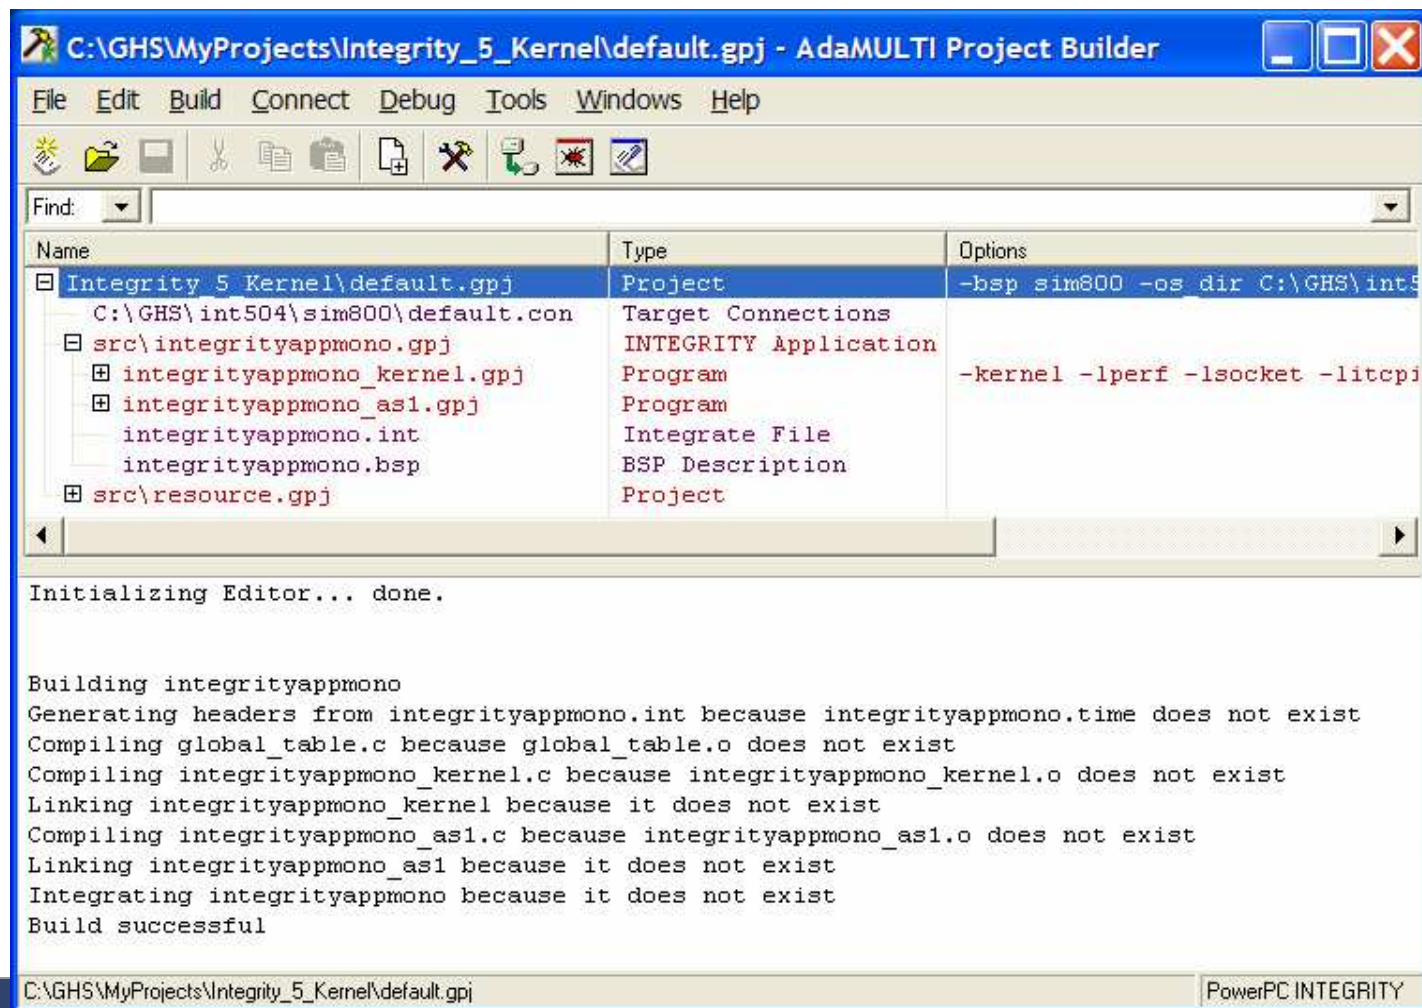 C:\GHS\MyProjects\Integrity_5_Kernel\default.gpj - AdaMULTI Project Builder
File Edit Build Connect Debug Tools Windows Help
Find:
Name Type Options
Integrity_5_Kernel\default.gpj Project -bsp sim800 -os_dir C:\GHS\int5
C:\GHS\int504\sim800\default.con Target Connections
src\integrityappmono.gpj INTEGRITY Application
integrityappmono_kernel.gpj Program -kernel -lperf -lsocket -litcpi
integrityappmono_as1.gpj Program
integrityappmono.int Integrate File
integrityappmono.bsp BSP Description
src\resource.gpj Project
Initializing Editor... done.
Building integrityappmono
Generating headers from integrityappmono.int because integrityappmono.time does not exist
Compiling global_table.c because global_table.o does not exist
Compiling integrityappmono_kernel.c because integrityappmono_kernel.o does not exist
Linking integrityappmono_kernel because it does not exist
Compiling integrityappmono_as1.c because integrityappmono_as1.o does not exist
Linking integrityappmono_as1 because it does not exist
Integrating integrityappmono because it does not exist
Build successful
C:\GHS\MyProjects\Integrity_5_Kernel\default.gpj PowerPC INTEGRITY